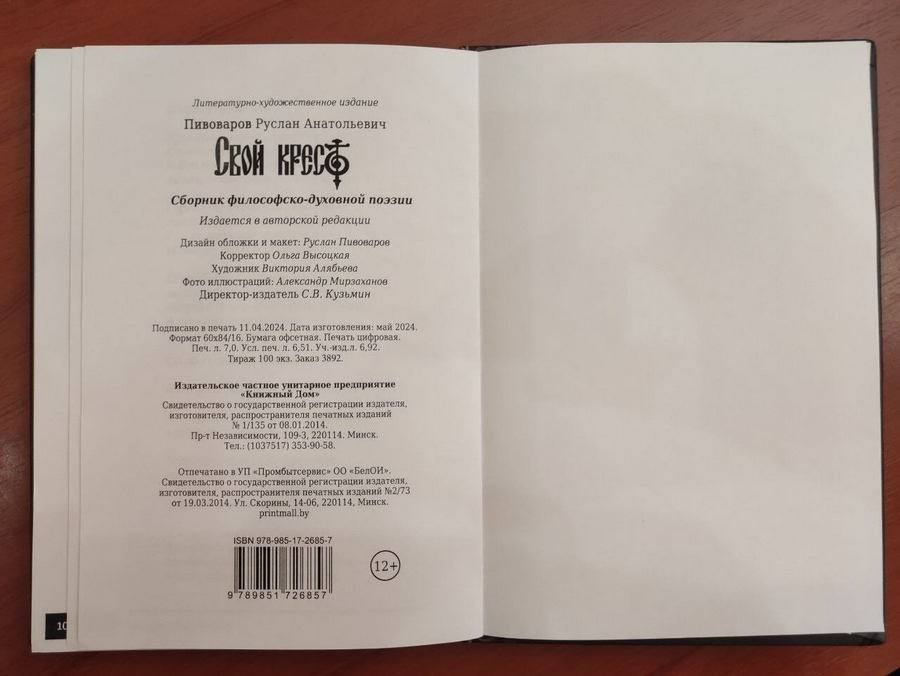 Литературно-художественное издание
Пивоваров Руслан Анатольевич
Свой крест
Сборник философско-духовной поэзии
Издается в авторской редакции
Дизайн обложки и макет: Руслан Пивоваров
Корректор Ольга Высоцкая
Художник Виктория Алябьева
Фото иллюстраций: Александр Мирзаханов
Директор-издатель С.В. Кузьмин
Подписано в печать 11.04.2024. Дата изготовления: май 2024.
Формат 60x84/16. Бумага офсетная. Печать цифровая.
Печ. л. 7,0. Усл. печ. л. 6,51. Уч.-изд.л. 6,92.
Тираж 100 экз. Заказ 3892.
Издательское частное унитарное предприятие
«Книжный Дом»
Свидетельство о государственной регистрации издателя,
изготовителя, распространителя печатных изданий
№ 1/135 от 08.01.2014.
Пр-т Независимости, 109-3, 220114. Минск.
Тел.: (1037517) 353-90-58.
Отпечатано в УП «Промбытсервис» ОО «БелОИ».
Свидетельство о государственной регистрации издателя,
изготовителя, распространителя печатных изданий №2/73
от 19.03.2014. Ул. Скорины, 14-06, 220114, Минск.
printmall.by
ISBN 978-985-17-2685-7
12+
9 789851 726857